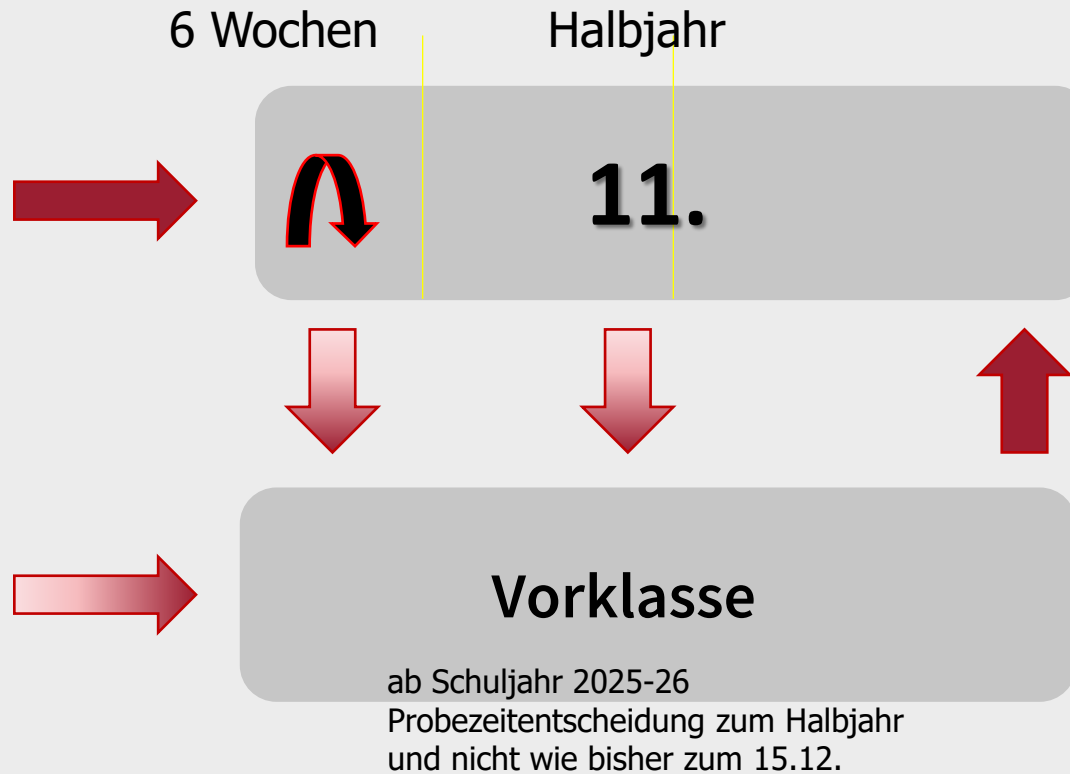 6 Wochen Halbjahr
11.
Vorklasse
ab Schuljahr 2025-26
Probezeitentscheidung zum Halbjahr
und nicht wie bisher zum 15.12.